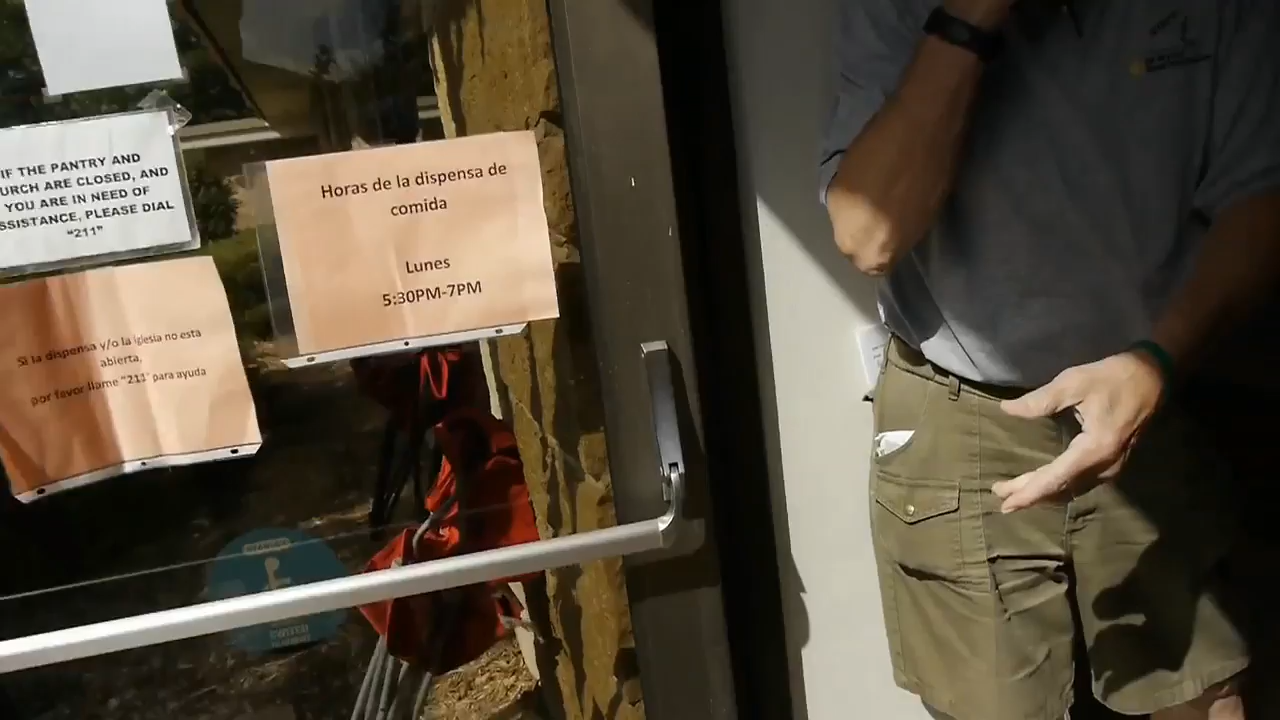 IF THE PANTRY AND
URCH ARE CLOSED, AND
YOU ARE IN NEED OF
SSISTANCE, PLEASE DIAL
"211"
Horas de la dispensa de
comida
Lunes
5:30PM-7PM
Si la dispensa y/o la iglesia no esta
abierta,
por favor llame "211" para ayuda